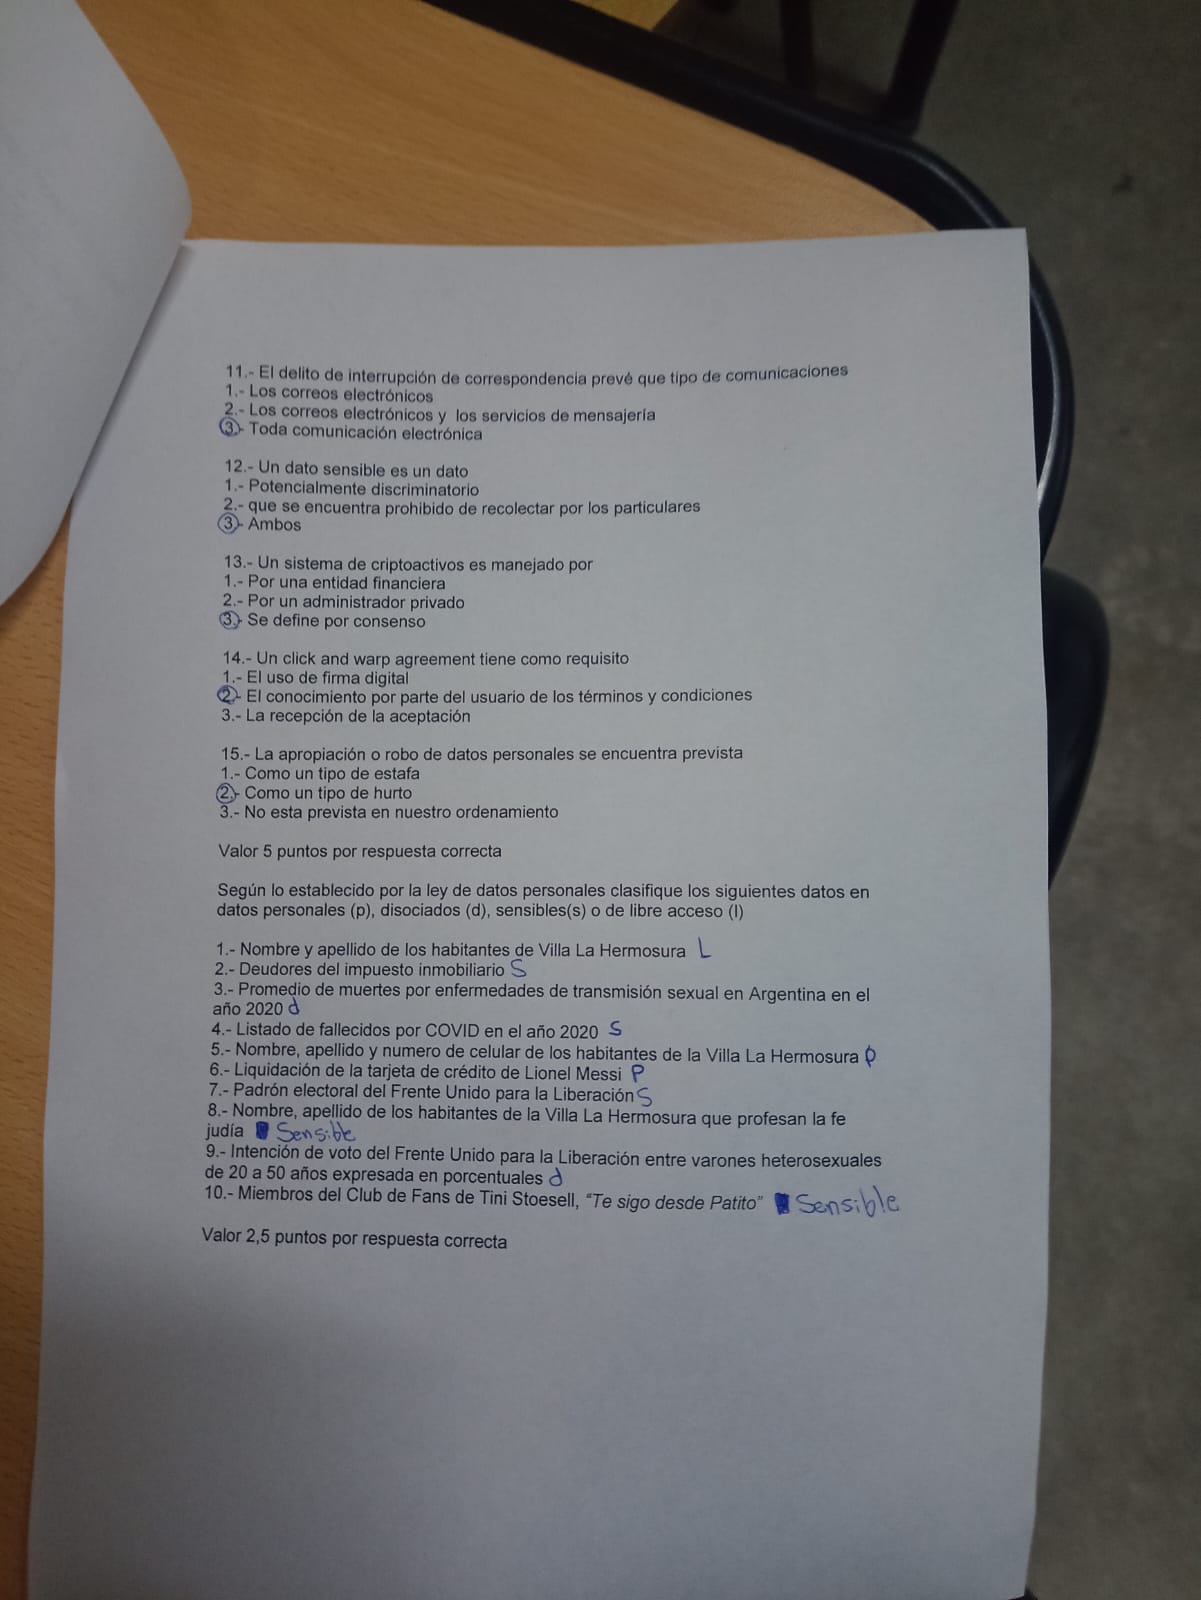 11.- El delito de interrupción de correspondencia prevé que tipo de comunicaciones
1.- Los correos electrónicos
2.- Los correos electrónicos y los servicios de mensajería
3.- Toda comunicación electrónica
12.- Un dato sensible es un dato
1.- Potencialmente discriminatorio
2.- que se encuentra prohibido de recolectar por los particulares
3.- Ambos
13.- Un sistema de criptoactivos es manejado por
1.- Por una entidad financiera
2.- Por un administrador privado
3.- Se define por consenso
14.- Un click and warp agreement tiene como requisito
1.- El uso de firma digital
2.- El conocimiento por parte del usuario de los términos y condiciones
3.- La recepción de la aceptación
15.- La apropiación o robo de datos personales se encuentra prevista
1.- Como un tipo de estafa
2.- Como un tipo de hurto
3.- No esta prevista en nuestro ordenamiento
Valor 5 puntos por respuesta correcta
Según lo establecido por la ley de datos personales clasifique los siguientes datos en
datos personales (p), disociados (d), sensibles(s) o de libre acceso (l)
1.- Nombre y apellido de los habitantes de Villa La Hermosura L
2.- Deudores del impuesto inmobiliario S
3.- Promedio de muertes por enfermedades de transmisión sexual en Argentina en el
año 2020 d
4.- Listado de fallecidos por COVID en el año 2020 S
5.- Nombre, apellido y numero de celular de los habitantes de la Villa La Hermosura p
6.- Liquidación de la tarjeta de crédito de Lionel Messi P
7.- Padrón electoral del Frente Unido para la Liberación S
8.- Nombre, apellido de los habitantes de la Villa La Hermosura que profesan la fe
judía Sensible
9.- Intención de voto del Frente Unido para la Liberación entre varones heterosexuales
de 20 a 50 años expresada en porcentuales d
10.- Miembros del Club de Fans de Tini Stoesell, “Te sigo desde Patito” Sensible
Valor 2,5 puntos por respuesta correcta